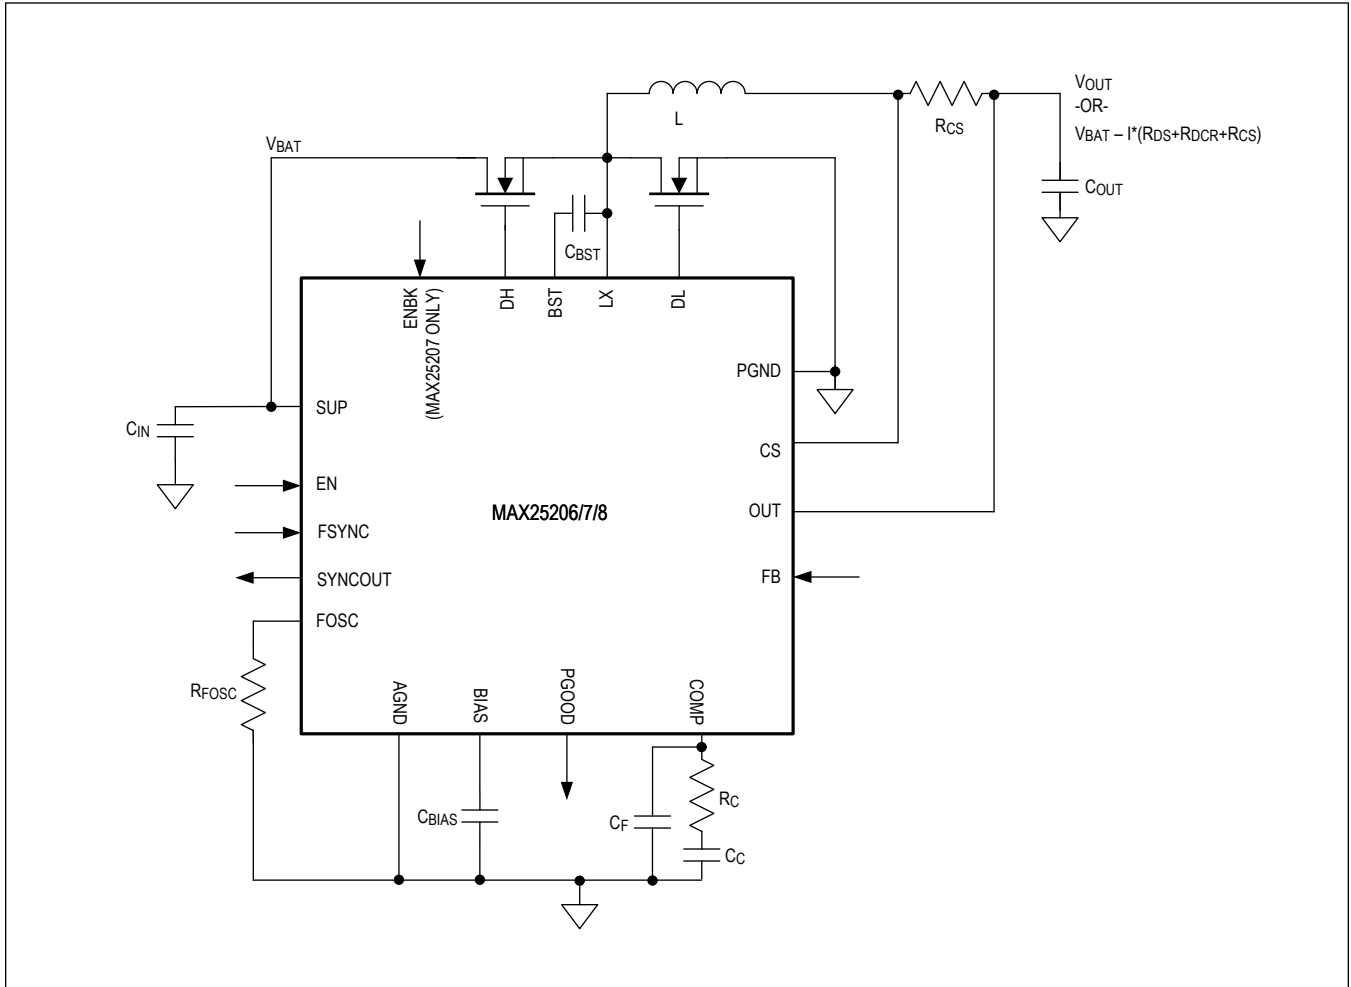 VOUT
-OR-
VBAT – I*(RDS+RDCR+RCS)
L
RCS
VBAT
COUT
CBST
ENBK
(MAX25207 ONLY)
DH
BST
LX
DL
PGND
SUP
CIN
CS
EN
OUT
MAX25206/7/8
FSYNC
SYNCOUT
FB
FOSC
RFOSC
AGND
BIAS
PGOOD
COMP
CBIAS
CF
RC
CC